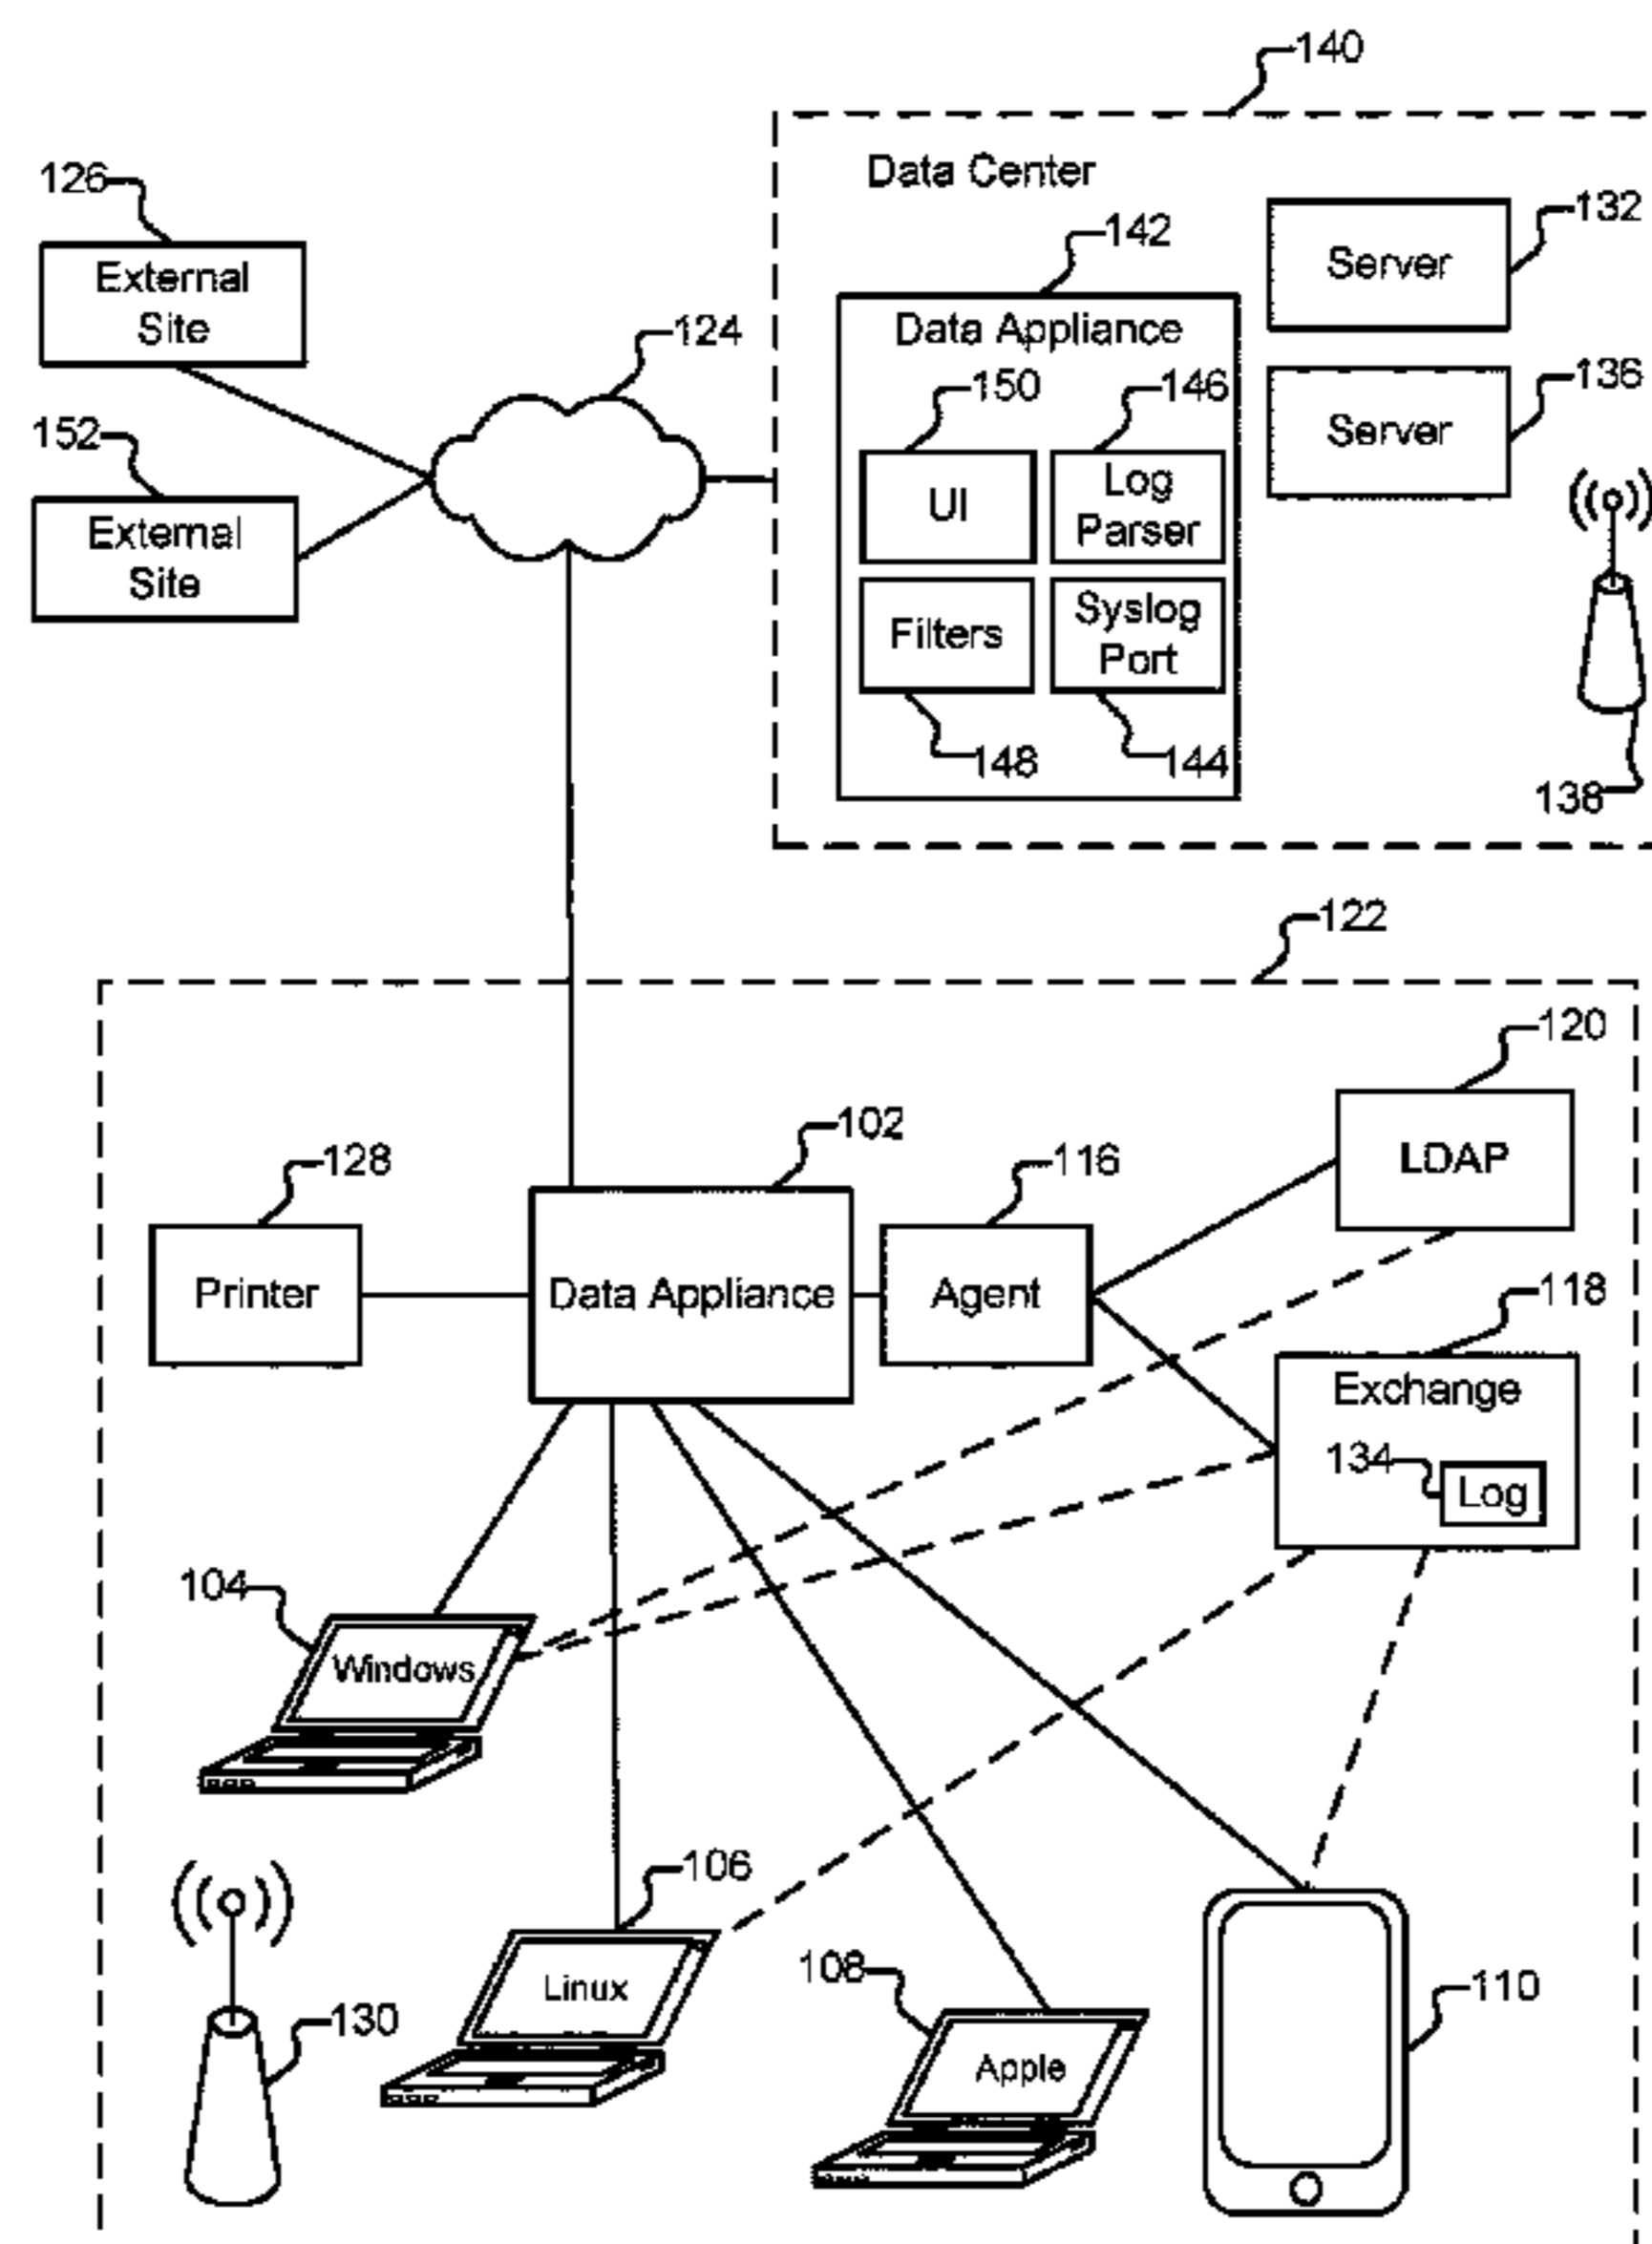 140
126
Data Center
132
External
Site
142
Server
124
Data Appliance
136
152
150
146
Server
External
Site
UI
Log
Parser
Filters
Syslog
Port
148
144
138
122
120
102
128
116
LDAP
Printer
Data Appliance
Agent
118
Exchange
134
Log
104
Windows
106
Linux
108
110
130
Apple